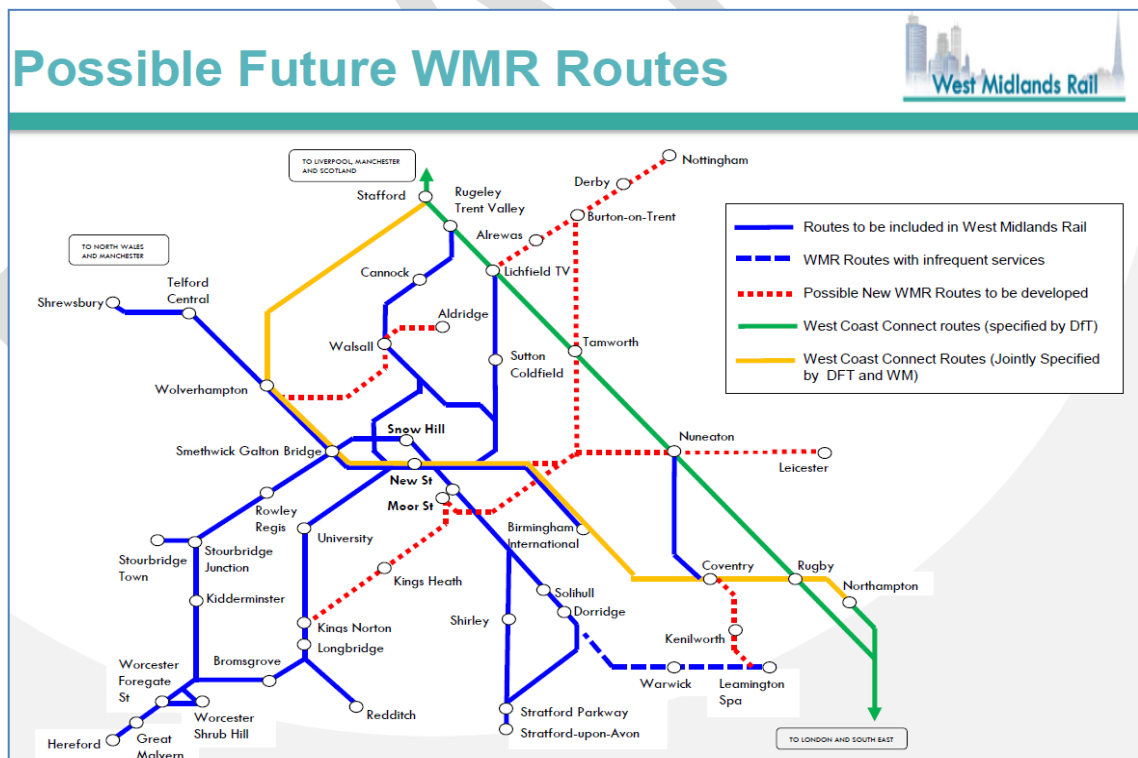 Possible Future WMR Routes
West Midlands Rail
TO LIVERPOOL, MANCHESTER
AND SCOTLAND
Nottingham
Derby
Stafford
Rugeley
Trent Valley
Burton-on-Trent
Alrewas
TO NORTH WALES
AND MANCHESTER
Cannock
Lichfield TV
Telford
Central
Shrewsbury
Aldridge
Walsall
Tamworth
Sutton
Coldfield
Wolverhampton
Routes to be included in West Midlands Rail
WMR Routes with infrequent services
Possible New WMR Routes to be developed
West Coast Connect routes (specified by DfT)
West Coast Connect Routes (Jointly Specified
by DFT and WM)
Snow Hill
Smethwick Galton Bridge
Nuneaton
Leicester
New St
Moor St
Rowley
Regis
University
Birmingham
International
Stourbridge
Town
Stourbridge
Junction
Kings Heath
Coventry
Rugby
Northampton
Solihull
Dorridge
Kidderminster
Shirley
Kings Norton
Longbridge
Kenilworth
Bromsgrove
Worcester
Foregate
St
Warwick
Leamington
Spa
Redditch
Worcester
Shrub Hill
Stratford Parkway
Stratford-upon-Avon
Great
Malvern
Hereford
TO LONDON AND SOUTH EAST